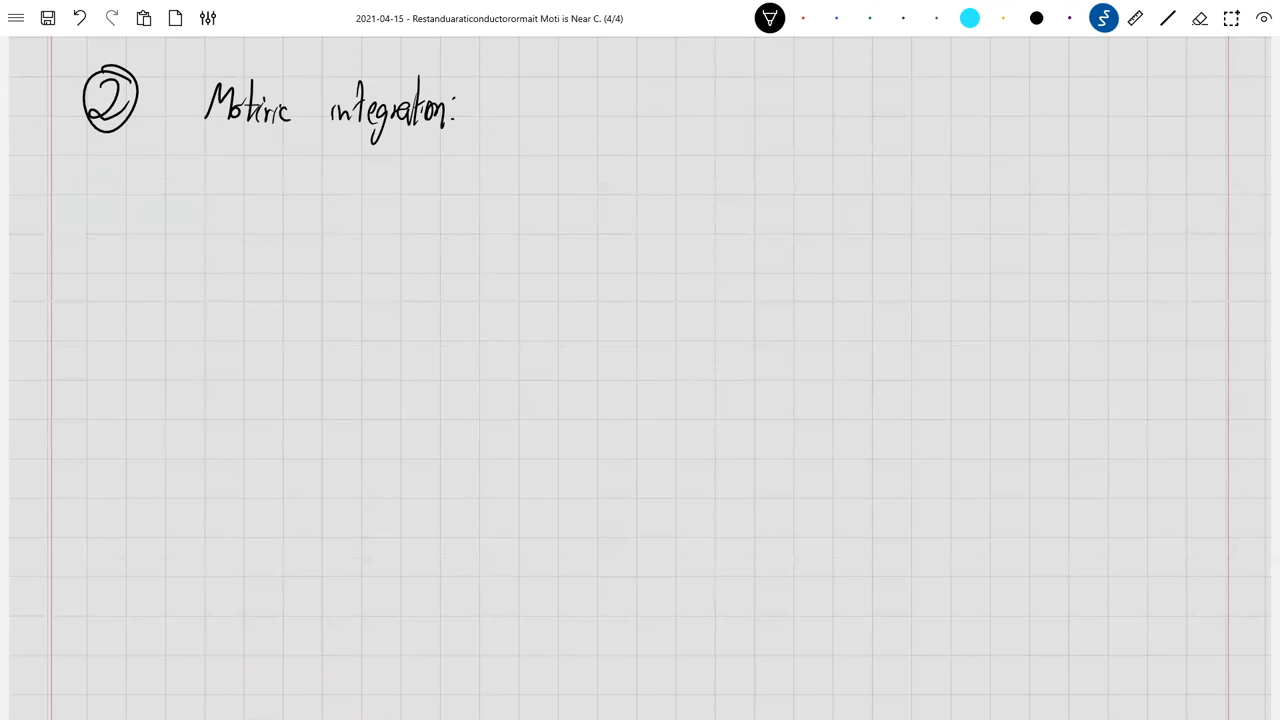 2021-04-15 - Restanduaraticonductorormait Moti is Near C. (4/4)
② Motivic integration: